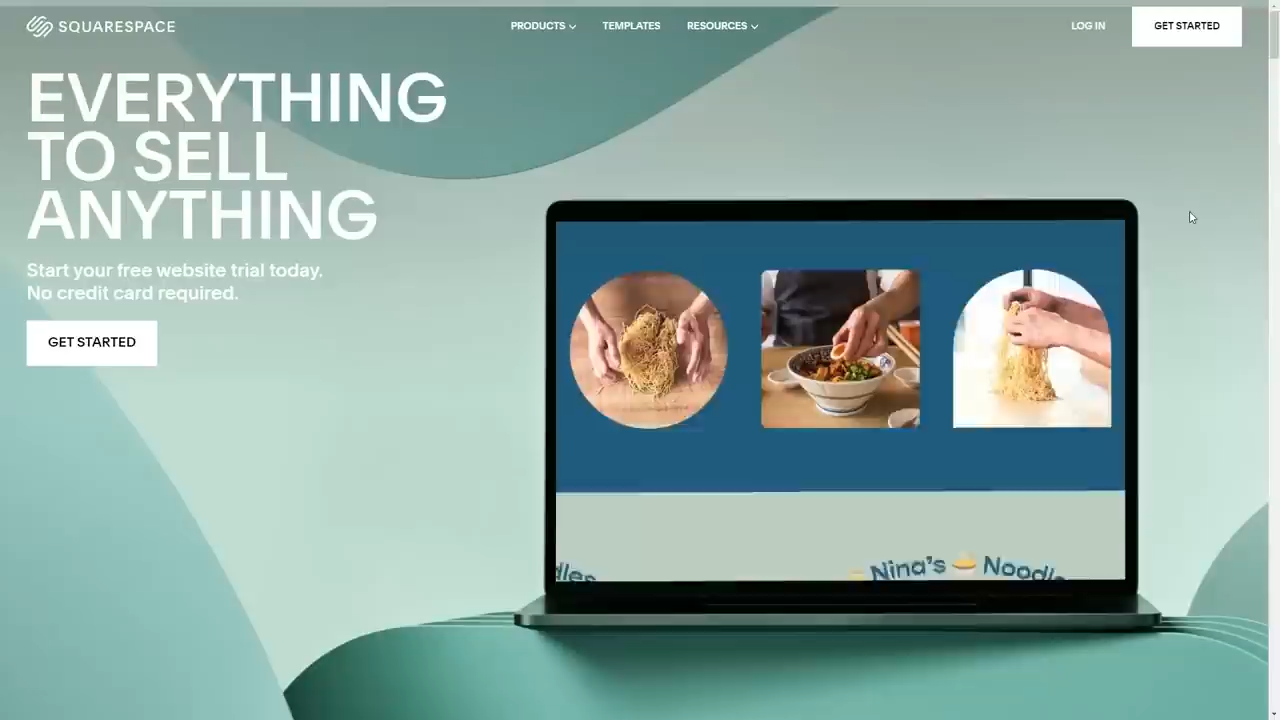 SQUARESPACE
PRODUCTS
TEMPLATES
RESOURCES
LOG IN
GET STARTED
EVERYTHING
TO SELL
ANYTHING
Start your free website trial today.
No credit card required.
GET STARTED
dles
Nina's
Noodle